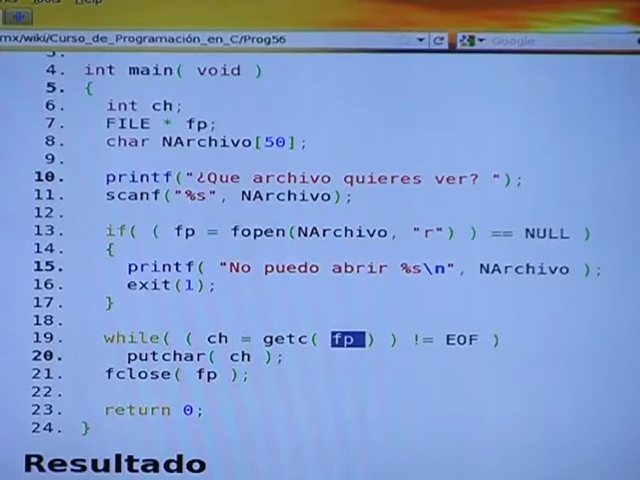 Tools Help
mx/wiki/Curso_de_Programación_en_C/Prog56
Google
3.
4. int main( void )
5. {
6. int ch;
7. FILE * fp;
8. char NArchivo[50];
9.
10. printf("¿Que archivo quieres ver? ");
11. scanf("%s", NArchivo);
12.
13. if( ( fp = fopen(NArchivo, "r") ) == NULL )
14. {
15. printf( "No puedo abrir %s\n", NArchivo );
16. exit(1);
17. }
18.
19. while( ( ch = getc( fp ) ) != EOF )
20. putchar( ch );
21. fclose( fp );
22.
23. return 0;
24. }
Resultado